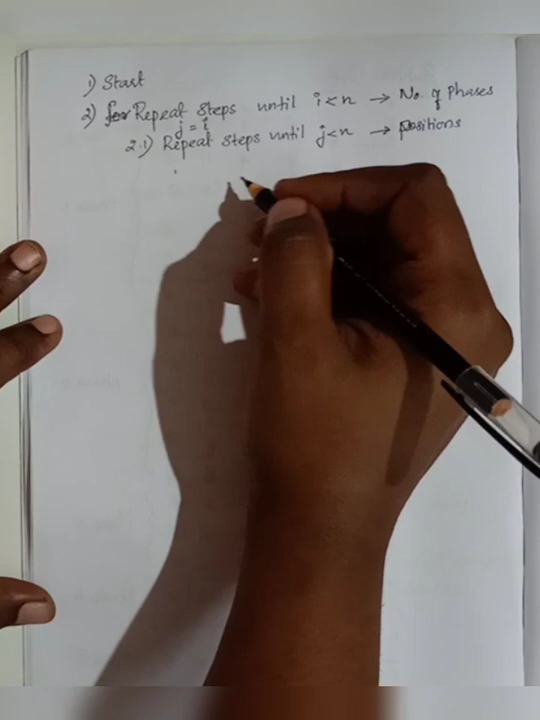 1) Start
2) for Repeat Steps until i < n → No. of Phases
j = i
2.1) Repeat steps until j < n → positions